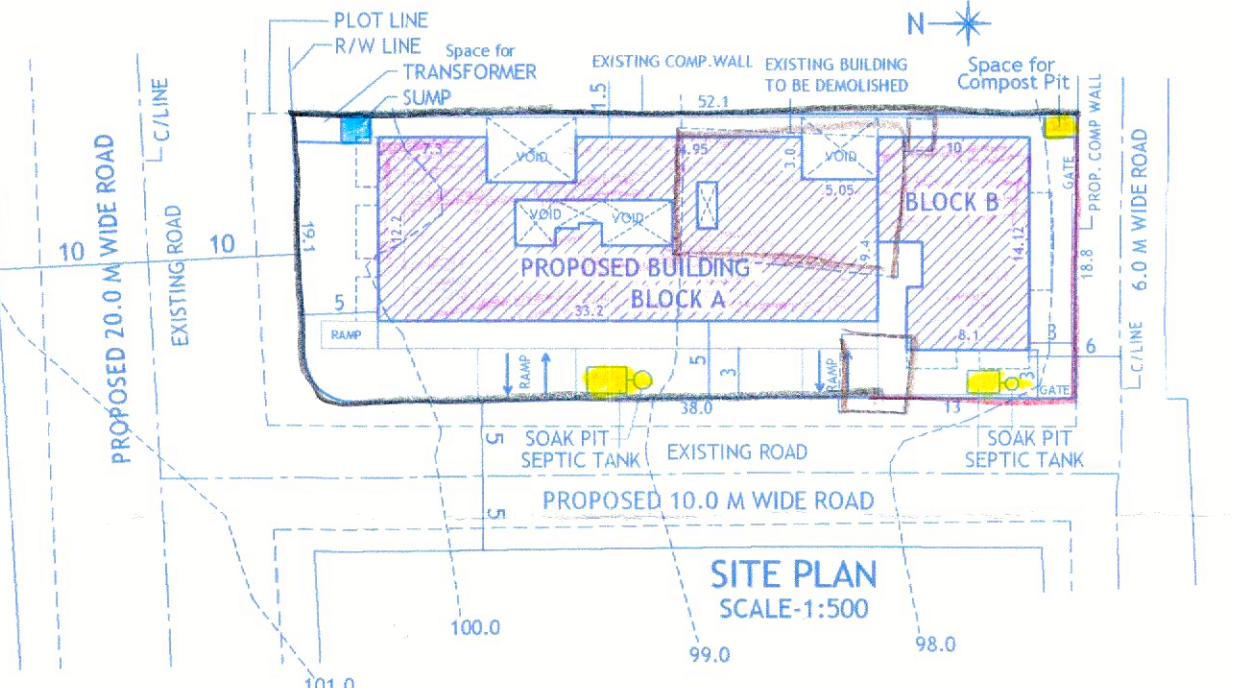 PLOT LINE
R/W LINE
Space for
TRANSFORMER
SUMP
EXISTING COMP.WALL
EXISTING BUILDING
TO BE DEMOLISHED
N
Space for
Compost Pit
C/LINE
1.5
52.1
PROP. COMP WALL
GATE
6.0 M WIDE ROAD
7.3
VOID
4.95
3.0
VOID
10
5.05
BLOCK B
PROPOSED 20.0 M WIDE ROAD
EXISTING ROAD
10
10
19.1
12.2
VOID
VOID
9.4
14.12
18.8
PROPOSED BUILDING
BLOCK A
33.2
5
RAMP
RAMP
5
3
RAMP
8.1
3
6
3
GATE
C/LINE
38.0
13
5
SOAK PIT
SEPTIC TANK
EXISTING ROAD
SOAK PIT
SEPTIC TANK
5
PROPOSED 10.0 M WIDE ROAD
SITE PLAN
SCALE-1:500
100.0
99.0
98.0
101.0